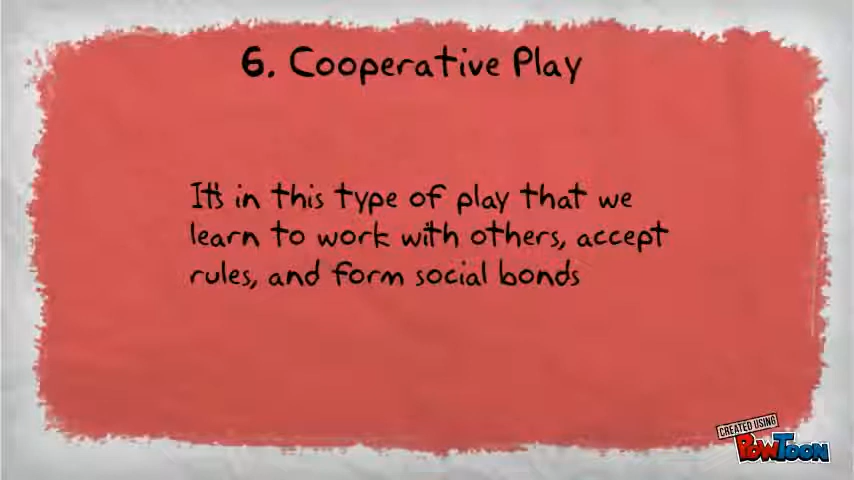 6. Cooperative Play
It's in this type of play that we
learn to work with others, accept
rules, and form social bonds
CREATED USING
POWTOON